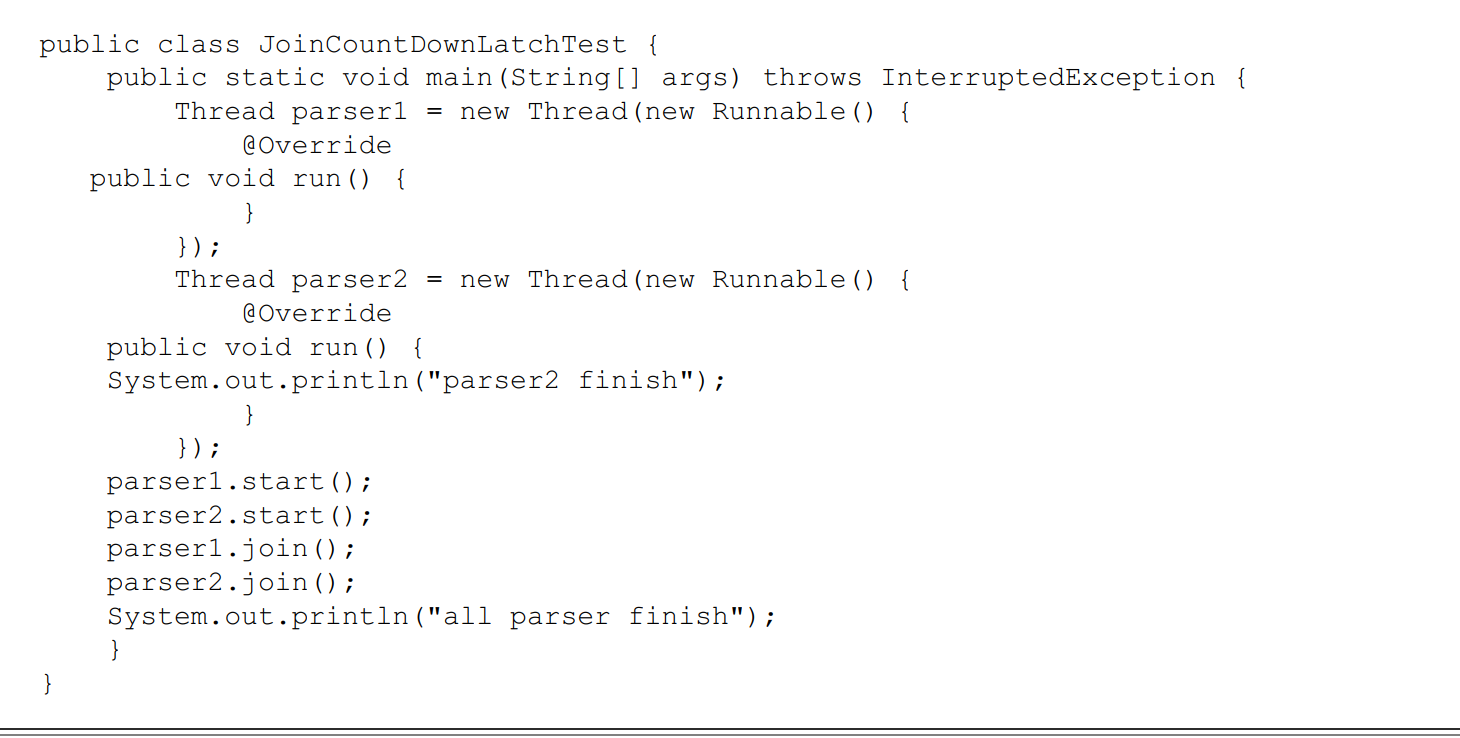 public class JoinCountDownLatchTest {
    public static void main(String[] args) throws InterruptedException {
        Thread parser1 = new Thread(new Runnable() {
            @Override
   public void run() {
            }
        });
        Thread parser2 = new Thread(new Runnable() {
            @Override
    public void run() {
    System.out.println("parser2 finish");
            }
        });
    parser1.start();
    parser2.start();
    parser1.join();
    parser2.join();
    System.out.println("all parser finish");
    }
}